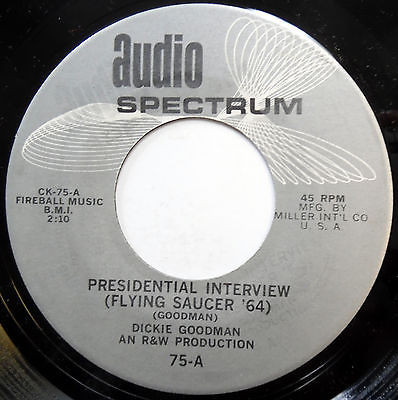 audio
SPECTRUM
CK-75-A
FIREBALL MUSIC
B.M.I.
2:10
45 RPM
MFG. BY
MILLER INT'L CO
U. S. A
PRESIDENTIAL INTERVIEW
(FLYING SAUCER '64)
(GOODMAN)
DICKIE GOODMAN
AN R&W PRODUCTION
75-A